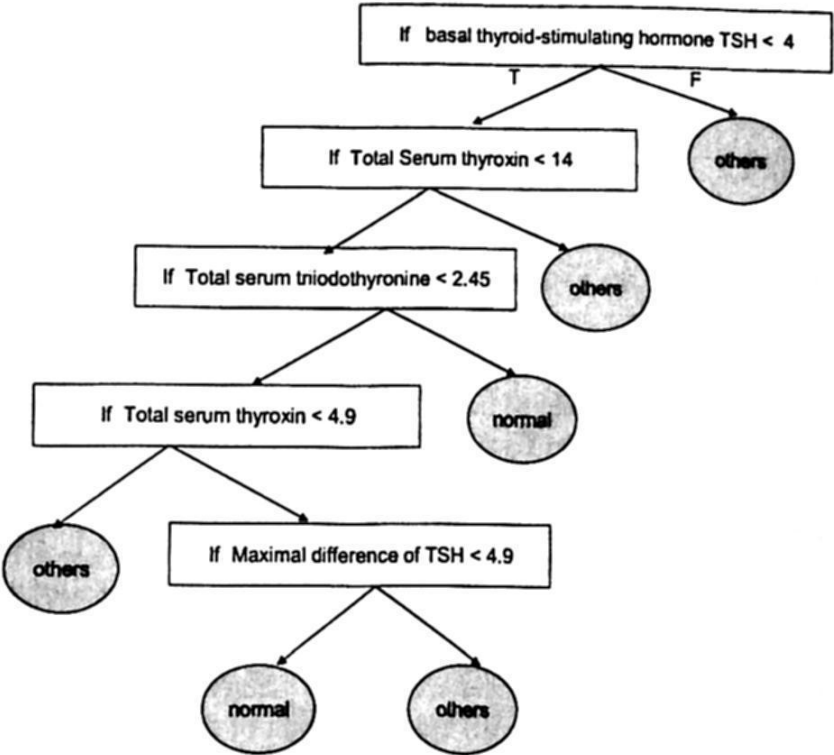 If basal thyroid-stimulating hormone TSH < 4
T
F
If Total Serum thyroxin < 14
others
If Total serum triiodothyronine < 2.45
others
If Total serum thyroxin < 4.9
normal
others
If Maximal difference of TSH < 4.9
normal
others